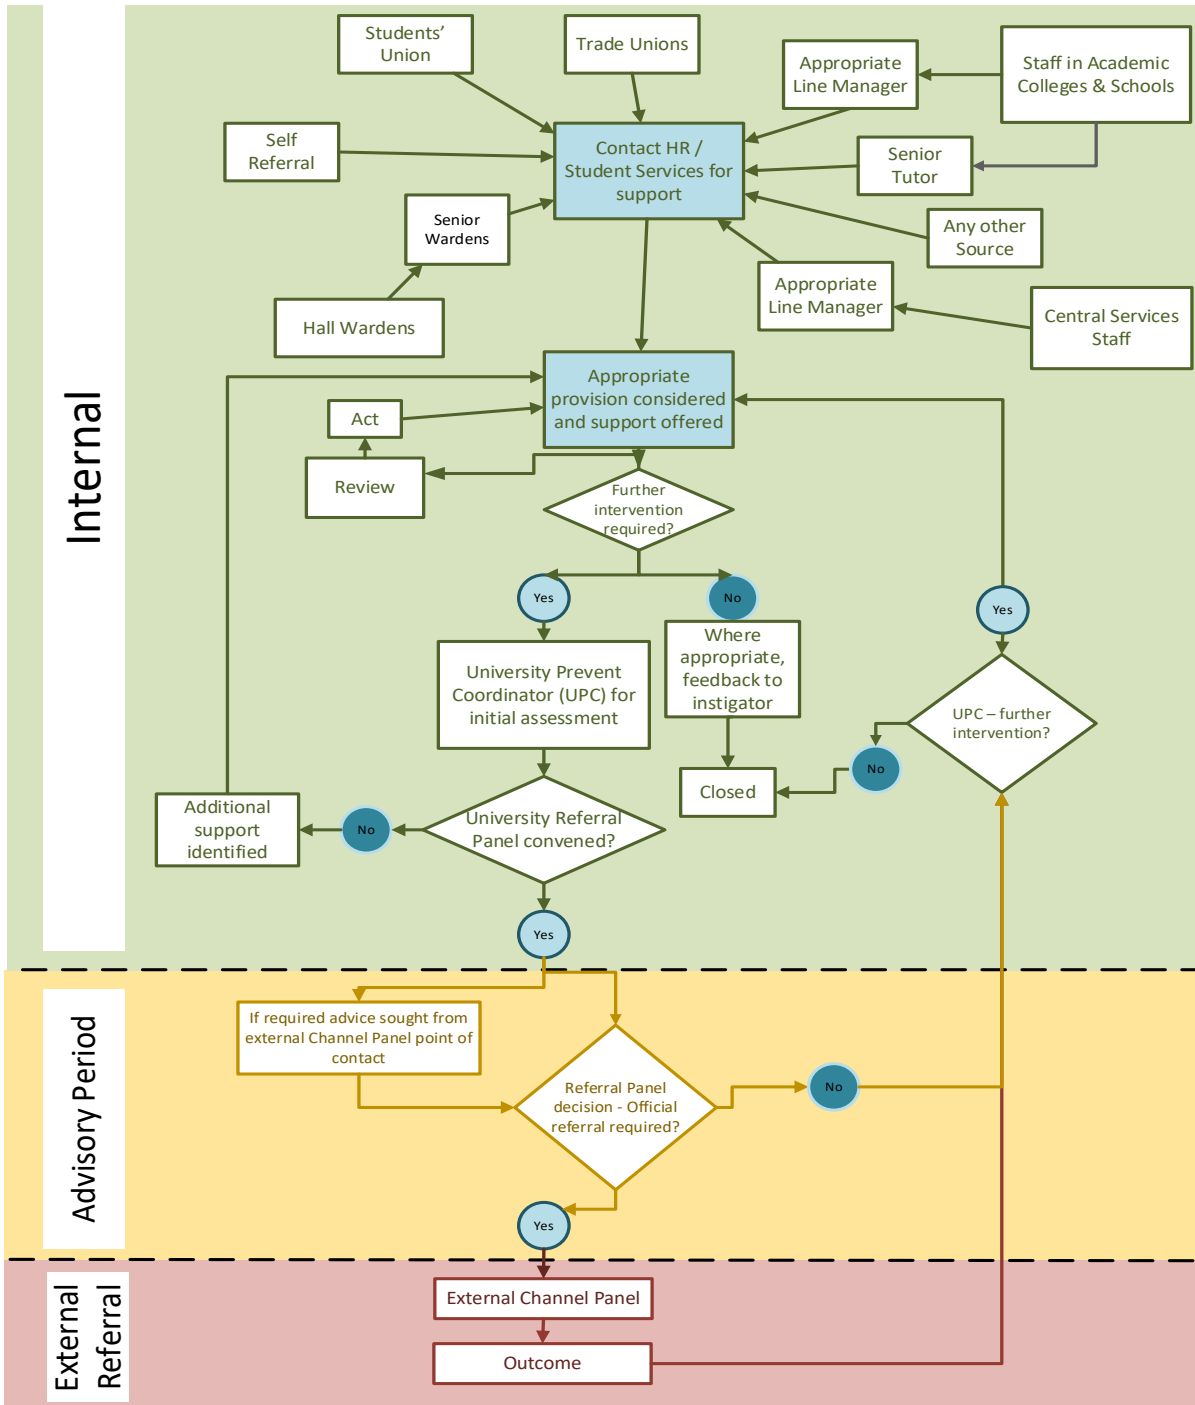 Students’
Union
Trade Unions
Appropriate
Line Manager
Staff in Academic
Colleges & Schools
Self
Referral
Contact HR /
Student Services for
support
Senior
Tutor
Senior
Wardens
Any other
Source
Hall Wardens
Appropriate
Line Manager
Central Services
Staff
Internal
Appropriate
provision considered
and support offered
Act
Review
Further
intervention
required?
Yes
No
Yes
University Prevent
Coordinator (UPC) for
initial assessment
Where
appropriate,
feedback to
instigator
UPC – further
intervention?
No
Closed
Additional
support
identified
No
University Referral
Panel convened?
Yes
Advisory Period
If required advice sought from
external Channel Panel point of
contact
Referral Panel
decision - Official
referral required?
No
Yes
External
Referral
External Channel Panel
Outcome